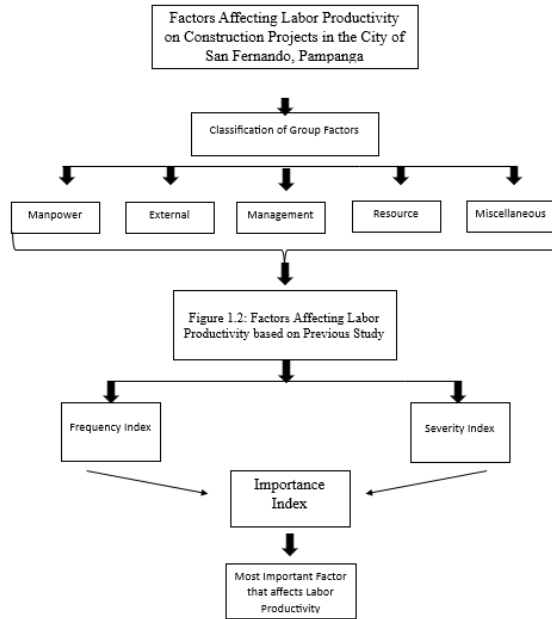 Factors Affecting Labor Productivity
on Construction Projects in the City of
San Fernando, Pampanga
Classification of Group Factors
Manpower
External
Management
Resource
Miscellaneous
Figure 1.2: Factors Affecting Labor
Productivity based on Previous Study
Frequency Index
Severity Index
Importance
Index
Most Important Factor
that affects Labor
Productivity